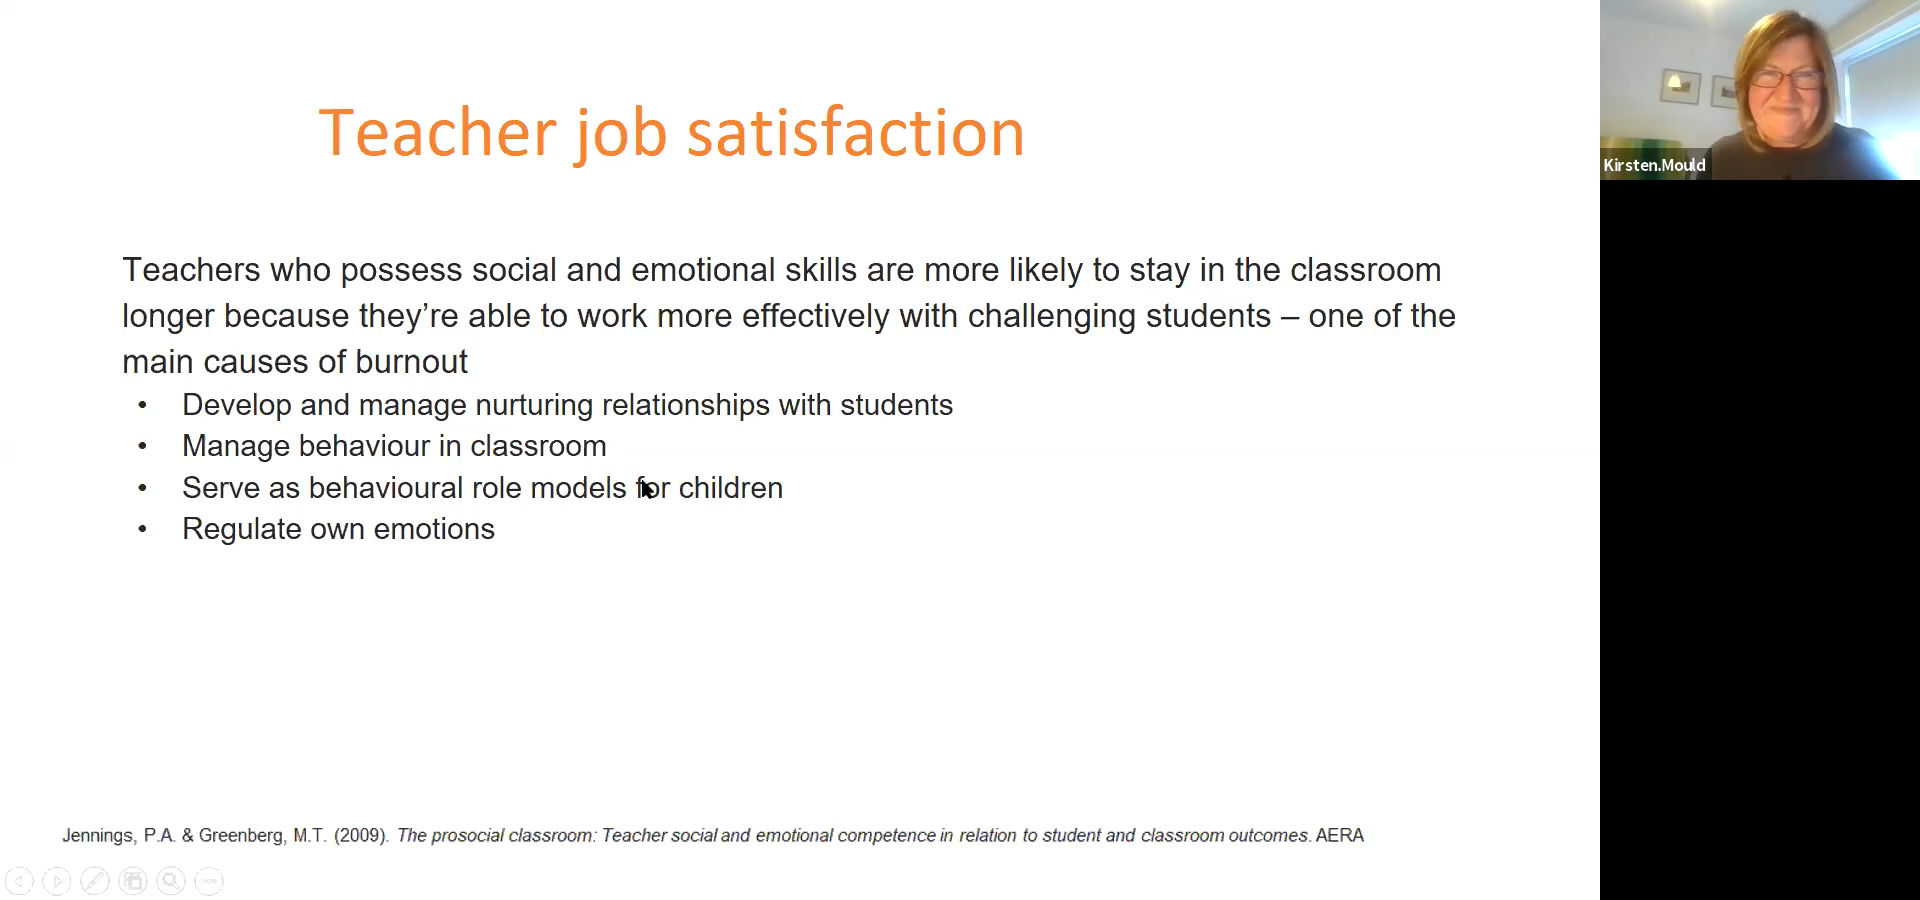 Teacher job satisfaction
Kirsten.Mould
Teachers who possess social and emotional skills are more likely to stay in the classroom
longer because they’re able to work more effectively with challenging students – one of the
main causes of burnout
• Develop and manage nurturing relationships with students
• Manage behaviour in classroom
• Serve as behavioural role models for children
• Regulate own emotions
Jennings, P.A. & Greenberg, M.T. (2009). The prosocial classroom: Teacher social and emotional competence in relation to student and classroom outcomes. AERA